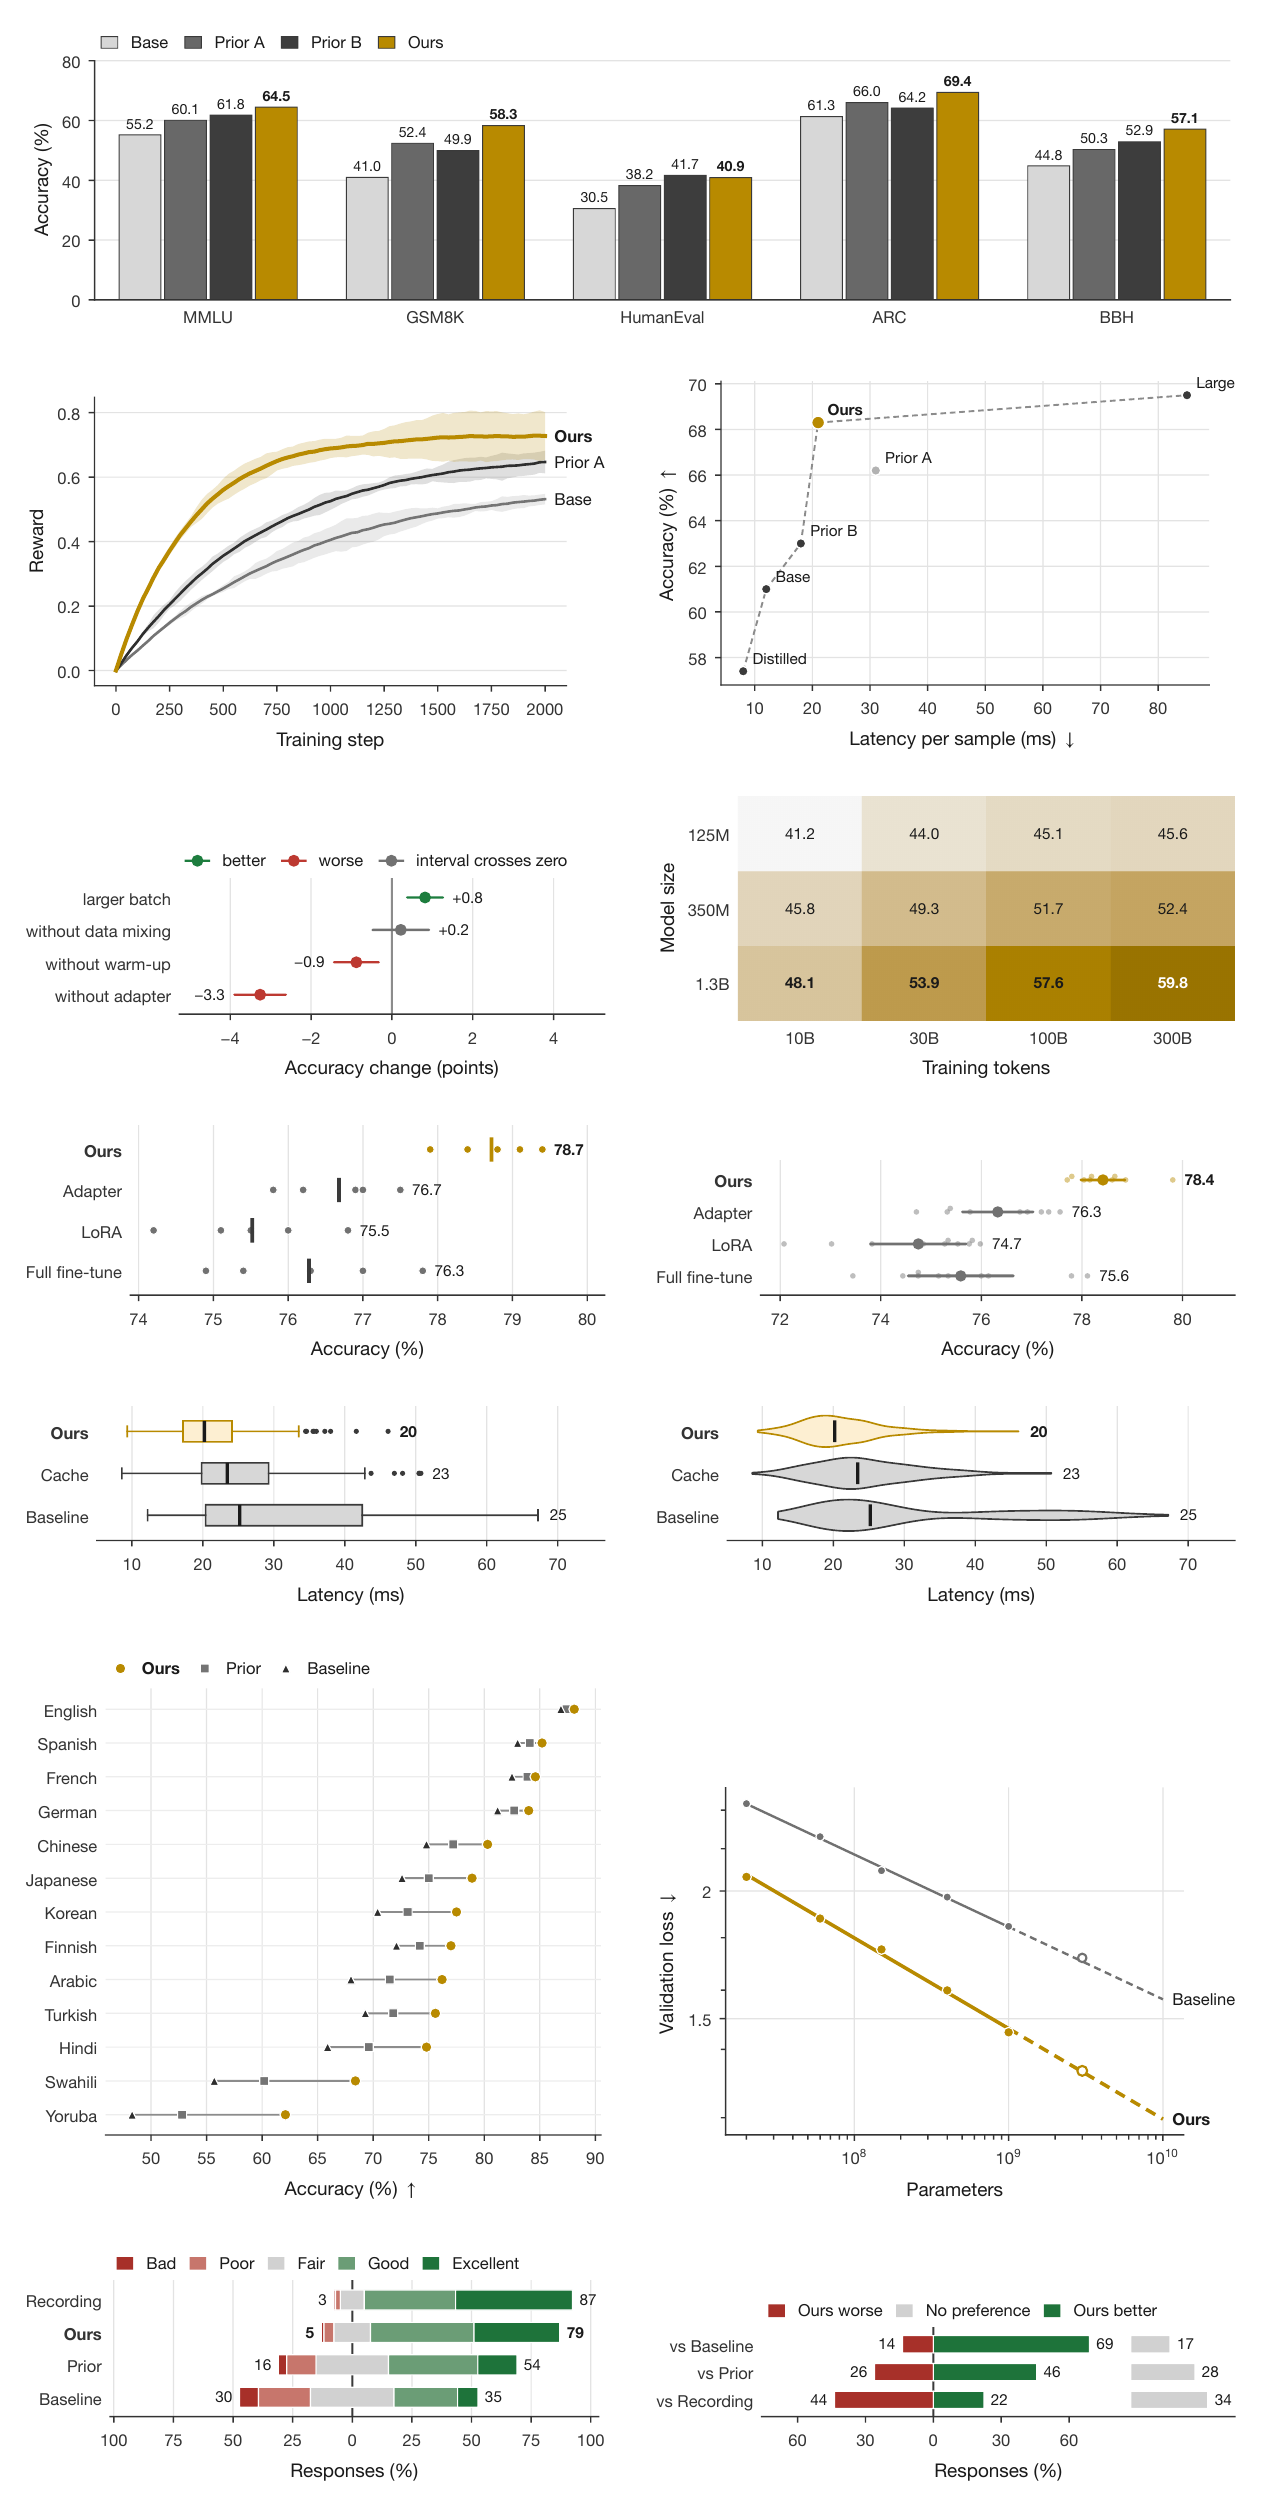 Base Prior A Prior B Ours
Accuracy (%)
80
60
40
20
0
55.2 60.1 61.8 64.5
41.0 52.4 49.9 58.3
30.5 38.2 41.7 40.9
61.3 66.0 64.2 69.4
44.8 50.3 52.9 57.1
MMLU GSM8K HumanEval ARC BBH
Reward
0.8
0.6
0.4
0.2
0.0
Ours
Prior A
Base
0 250 500 750 1000 1250 1500 1750 2000
Training step
Accuracy (%) ↑
70
68
66
64
62
60
58
Large
Ours
Prior A
Prior B
Base
Distilled
10 20 30 40 50 60 70 80
Latency per sample (ms) ↓
better worse interval crosses zero
larger batch +0.8
without data mixing +0.2
without warm-up −0.9
without adapter −3.3
−4 −2 0 2 4
Accuracy change (points)
Model size
125M 41.2 44.0 45.1 45.6
350M 45.8 49.3 51.7 52.4
1.3B 48.1 53.9 57.6 59.8
10B 30B 100B 300B
Training tokens
Ours 78.7
Adapter 76.7
LoRA 75.5
Full fine-tune 76.3
74 75 76 77 78 79 80
Accuracy (%)
Ours 78.4
Adapter 76.3
LoRA 74.7
Full fine-tune 75.6
72 74 76 78 80
Accuracy (%)
Ours 20
Cache 23
Baseline 25
10 20 30 40 50 60 70
Latency (ms)
Ours 20
Cache 23
Baseline 25
10 20 30 40 50 60 70
Latency (ms)
Ours Prior Baseline
English
Spanish
French
German
Chinese
Japanese
Korean
Finnish
Arabic
Turkish
Hindi
Swahili
Yoruba
50 55 60 65 70 75 80 85 90
Accuracy (%) ↑
Validation loss ↓
2
1.5
Baseline
Ours
10⁸ 10⁹ 10¹⁰
Parameters
Bad Poor Fair Good Excellent
Recording 3 87
Ours 5 79
Prior 16 54
Baseline 30 35
100 75 50 25 0 25 50 75 100
Responses (%)
Ours worse No preference Ours better
vs Baseline 14 69 17
vs Prior 26 46 28
vs Recording 44 22 34
60 30 0 30 60
Responses (%)